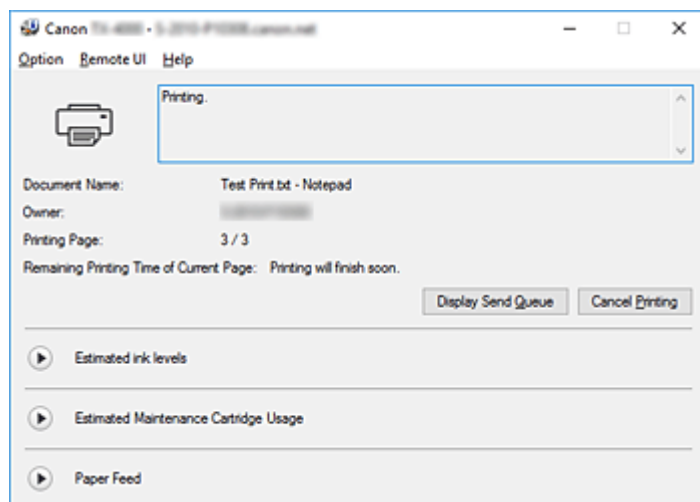 Canon
Option Remote UI Help
Printing.
Document Name: Test Print.txt - Notepad
Owner:
Printing Page: 3 / 3
Remaining Printing Time of Current Page: Printing will finish soon.
Display Send Queue Cancel Printing
Estimated ink levels
Estimated Maintenance Cartridge Usage
Paper Feed